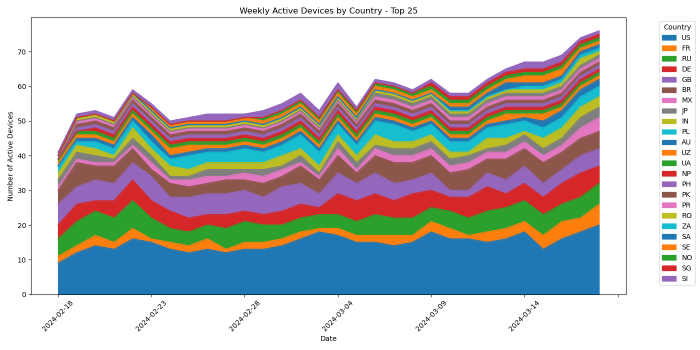 Weekly Active Devices by Country - Top 25
Number of Active Devices
70
60
50
40
30
20
10
0
2024-02-18
2024-02-23
2024-02-28
2024-03-04
2024-03-09
2024-03-14
Date
Country
US
FR
RU
DE
GB
BR
MX
JP
IN
PL
AU
UZ
UA
NP
PH
PK
PR
RO
ZA
SA
SE
NO
SG
SI